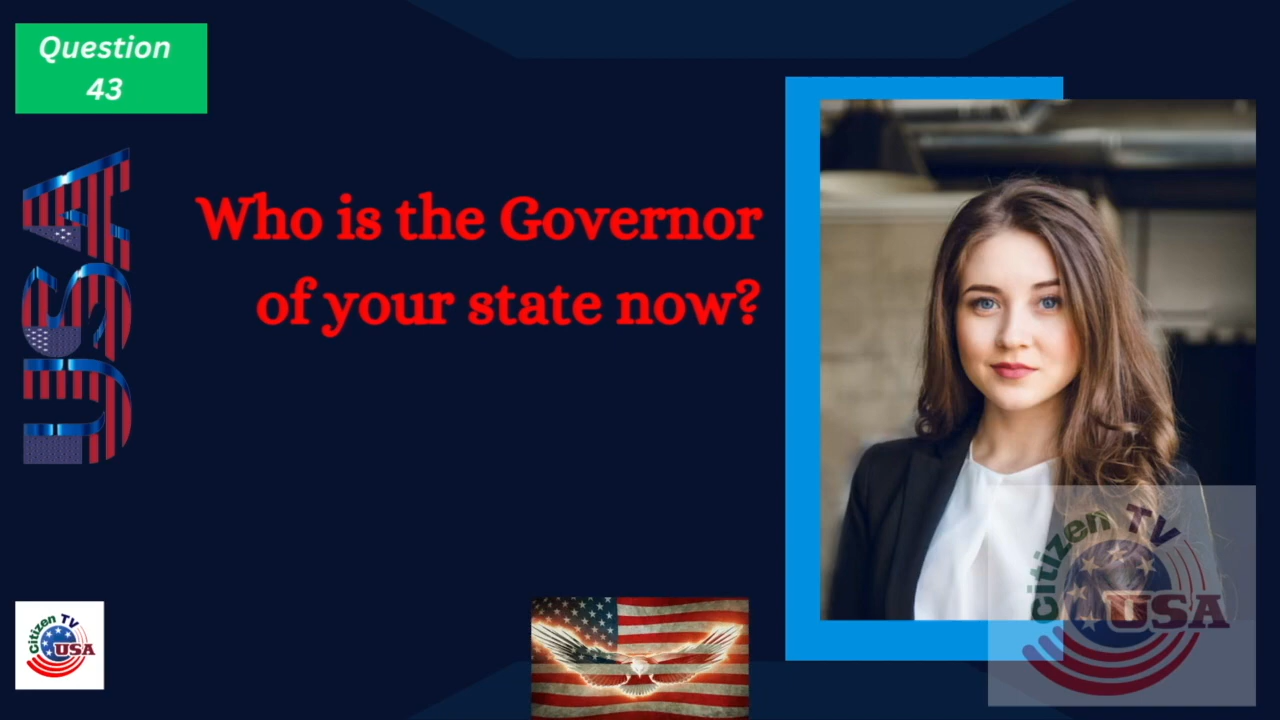 Question
43
USA
Who is the Governor
of your state now?
Citizen TV
USA
Citizen TV
USA